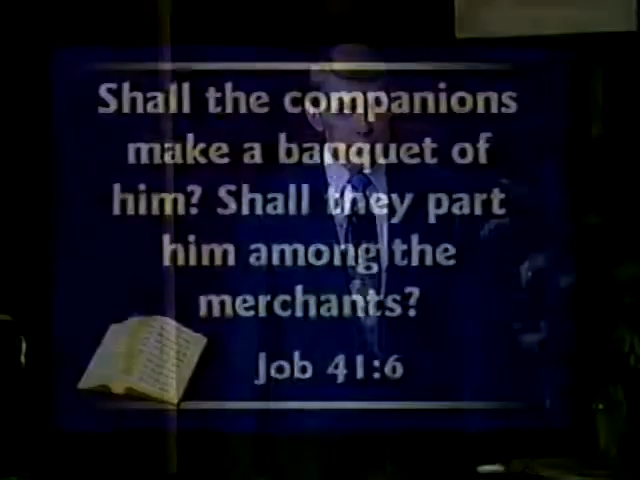 Shall the companions
make a banquet of
him? Shall they part
him among the
merchants?
Job 41:6